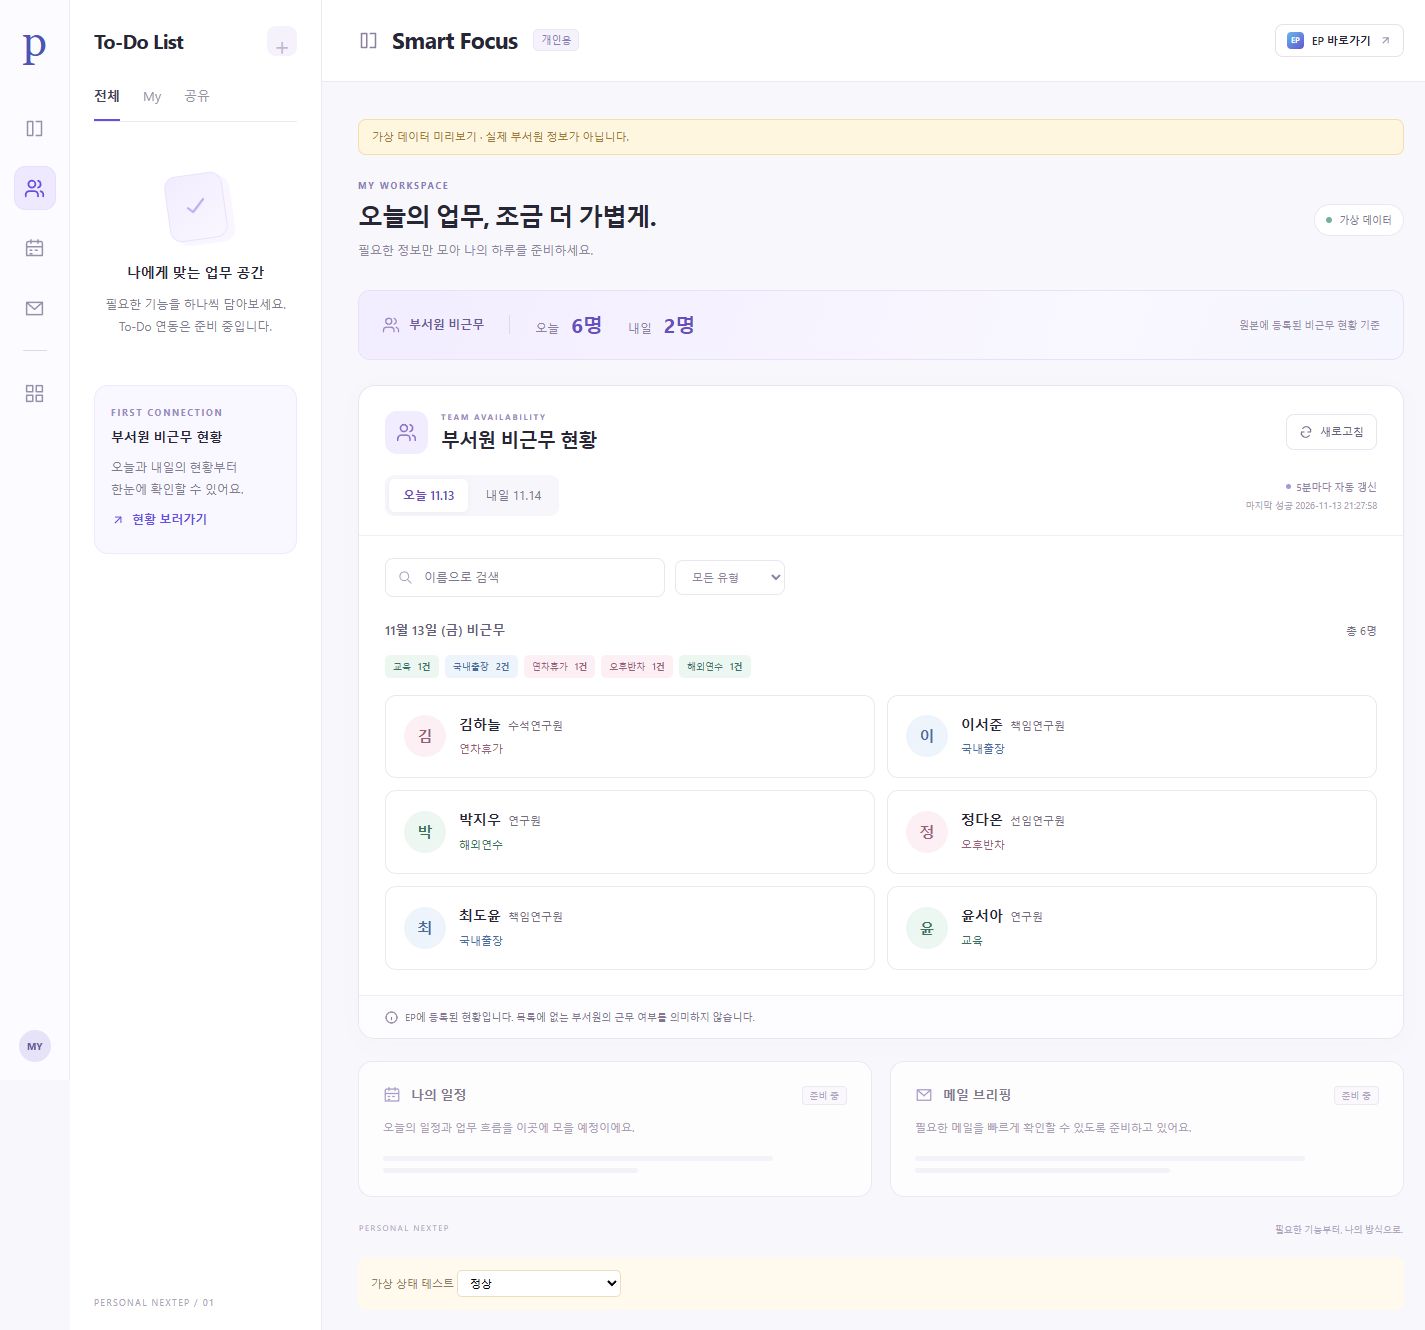 p
To-Do List
+
전체 My 공유
나에게 맞는 업무 공간
필요한 기능을 하나씩 담아보세요.
To-Do 연동은 준비 중입니다.
FIRST CONNECTION
부서원 비근무 현황
오늘과 내일의 현황부터
한눈에 확인할 수 있어요.
현황 보러가기
MY
PERSONAL NEXTEP / 01
Smart Focus 개인용
EP EP 바로가기
가상 데이터 미리보기 · 실제 부서원 정보가 아닙니다.
MY WORKSPACE
오늘의 업무, 조금 더 가볍게.
필요한 정보만 모아 나의 하루를 준비하세요.
가상 데이터
부서원 비근무 오늘 6명 내일 2명
원본에 등록된 비근무 현황 기준
TEAM AVAILABILITY
부서원 비근무 현황
새로고침
오늘 11.13 내일 11.14
5분마다 자동 갱신
마지막 성공 2026-11-13 21:27:58
이름으로 검색 모든 유형
11월 13일 (금) 비근무
총 6명
교육 1건 국내출장 2건 연차휴가 1건 오후반차 1건 해외연수 1건
김 김하늘 수석연구원
연차휴가
이 이서준 책임연구원
국내출장
박 박지우 연구원
해외연수
정 정다온 선임연구원
오후반차
최 최도윤 책임연구원
국내출장
윤 윤서아 연구원
교육
EP에 등록된 현황입니다. 목록에 없는 부서원의 근무 여부를 의미하지 않습니다.
나의 일정 준비 중
오늘의 일정과 업무 흐름을 이곳에 모을 예정이에요.
메일 브리핑 준비 중
필요한 메일을 빠르게 확인할 수 있도록 준비하고 있어요.
PERSONAL NEXTEP
필요한 기능부터, 나의 방식으로.
가상 상태 테스트 정상